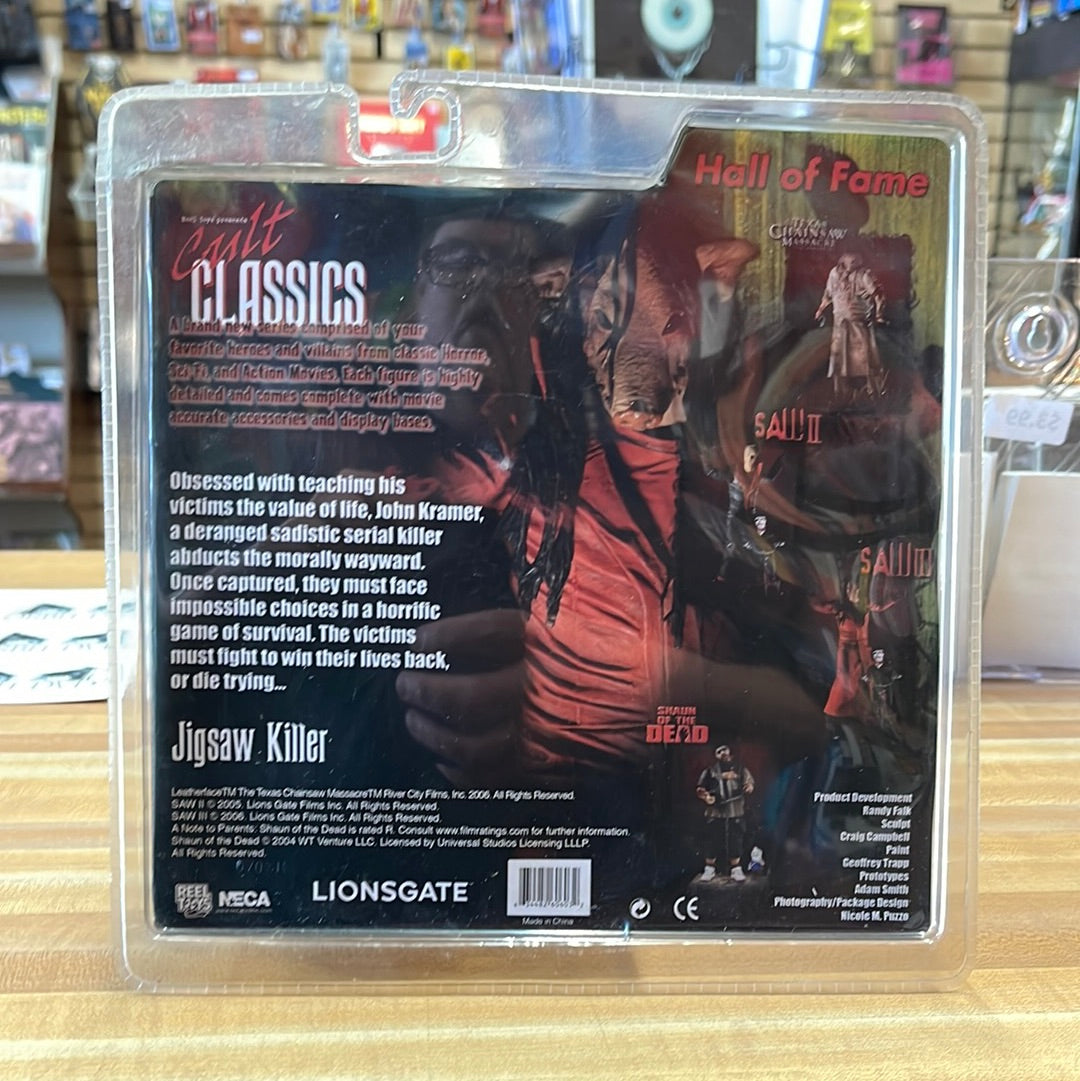 Hall of Fame
Reel Toys presents
Cult
CLASSICS
A brand new series comprised of your
favorite heroes and villains from classic Horror,
Sci-Fi, and Action Movies. Each figure is highly
detailed and comes complete with movie
accurate accessories and display bases.
TEXAS
CHAINSAW
MASSACRE
SAW II
SAW III
Obsessed with teaching his
victims the value of life, John Kramer,
a deranged sadistic serial killer
abducts the morally wayward.
Once captured, they must face
impossible choices in a horrific
game of survival. The victims
must fight to win their lives back,
or die trying...
Jigsaw Killer
SHAUN
OF THE
DEAD
LeatherfaceTM The Texas Chainsaw MassacreTM River City Films, Inc. 2006. All Rights Reserved.
SAW II © 2005. Lions Gate Films Inc. All Rights Reserved.
SAW III © 2006. Lions Gate Films Inc. All Rights Reserved.
A Note to Parents: Shaun of the Dead is rated R. Consult www.filmratings.com for further information.
Shaun of the Dead © 2004 WT Venture LLC. Licensed by Universal Studios Licensing LLLP.
All Rights Reserved.
Product Development
Randy Falk
Sculpt
Craig Campbell
Paint
Geoffrey Trapp
Prototypes
Adam Smith
Photography/Package Design
Nicole M. Puzzo
REEL
TOYS
NECA
LIONSGATE
Made in China
CE
$3.99